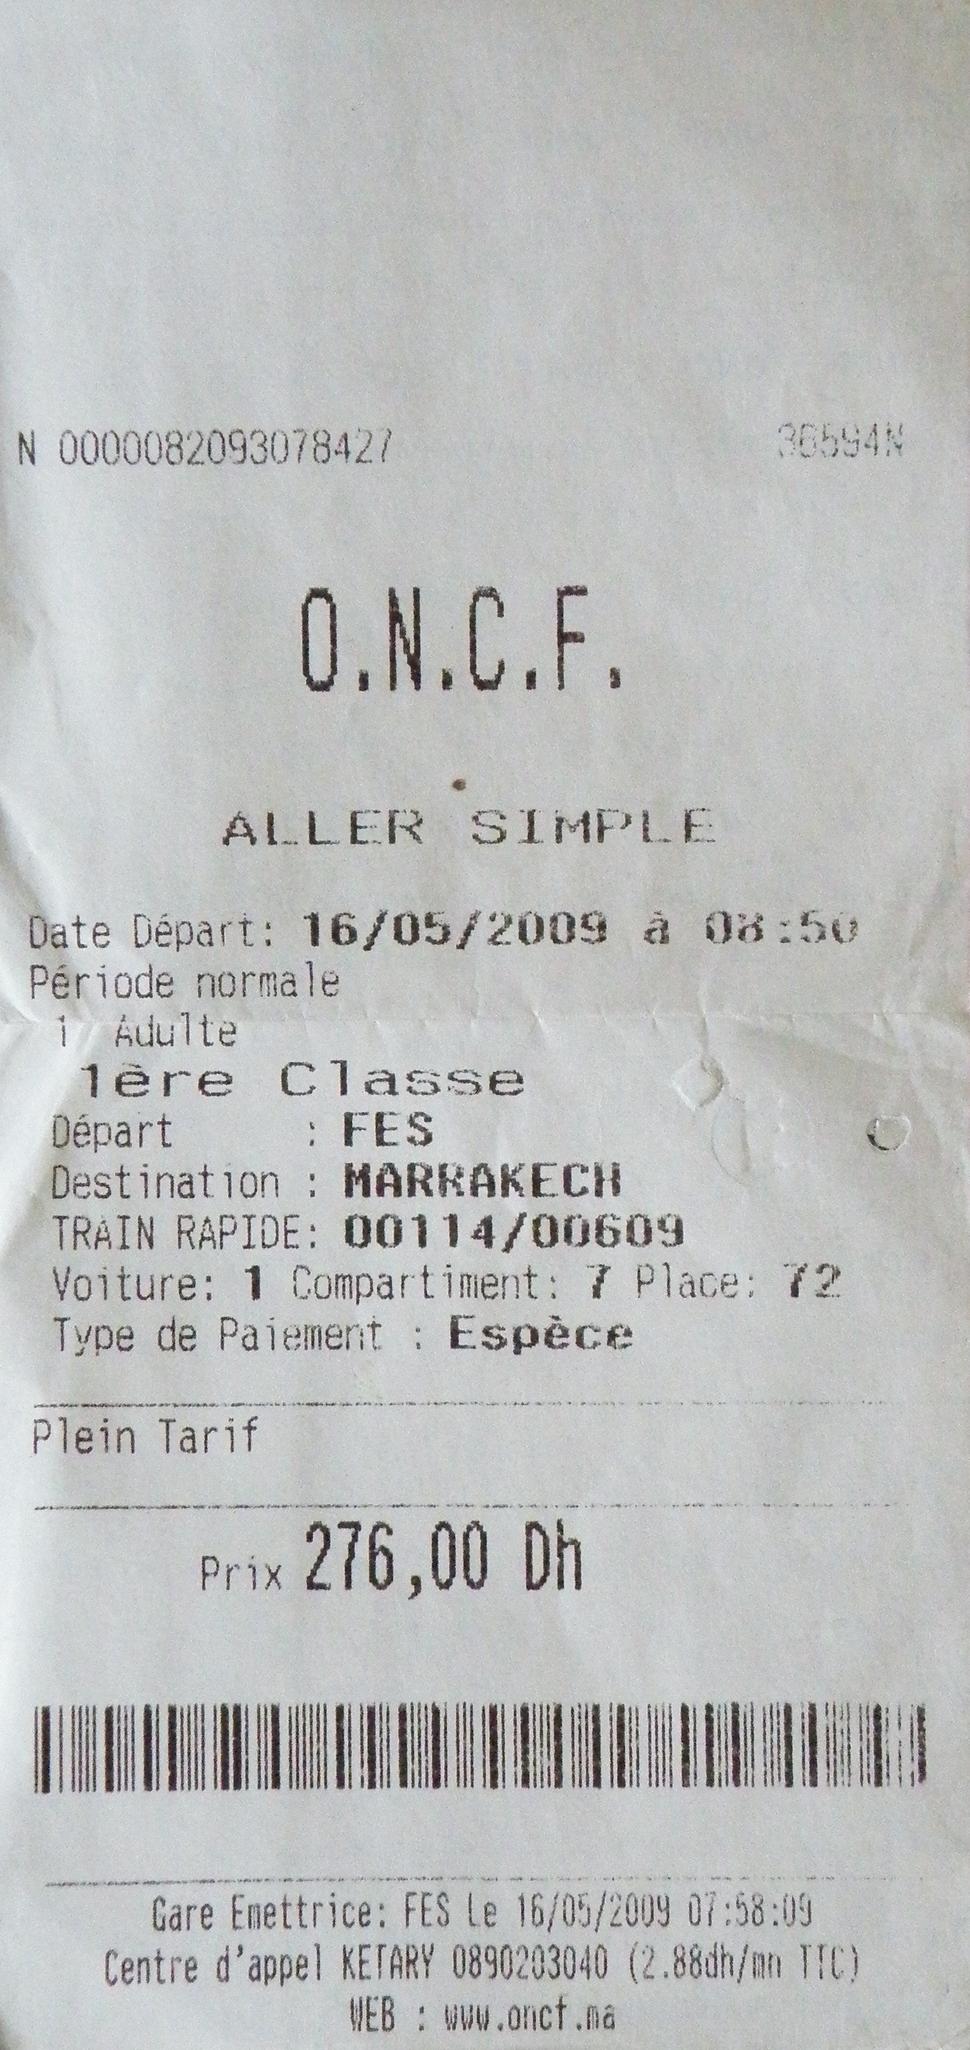 N 0000082093078427 36594N
O.N.C.F.
ALLER SIMPLE
Date Départ: 16/05/2009 à 08:50
Période normale
1 Adulte
1ère Classe
Départ : FES
Destination : MARRAKECH
TRAIN RAPIDE: 00114/00609
Voiture: 1 Compartiment: 7 Place: 72
Type de Paiement : Espèce
Plein Tarif
Prix 276,00 Dh
Gare Emettrice: FES Le 16/05/2009 07:58:09
Centre d'appel KETARY 0890203040 (2.88dh/mn TTC)
WEB : www.oncf.ma